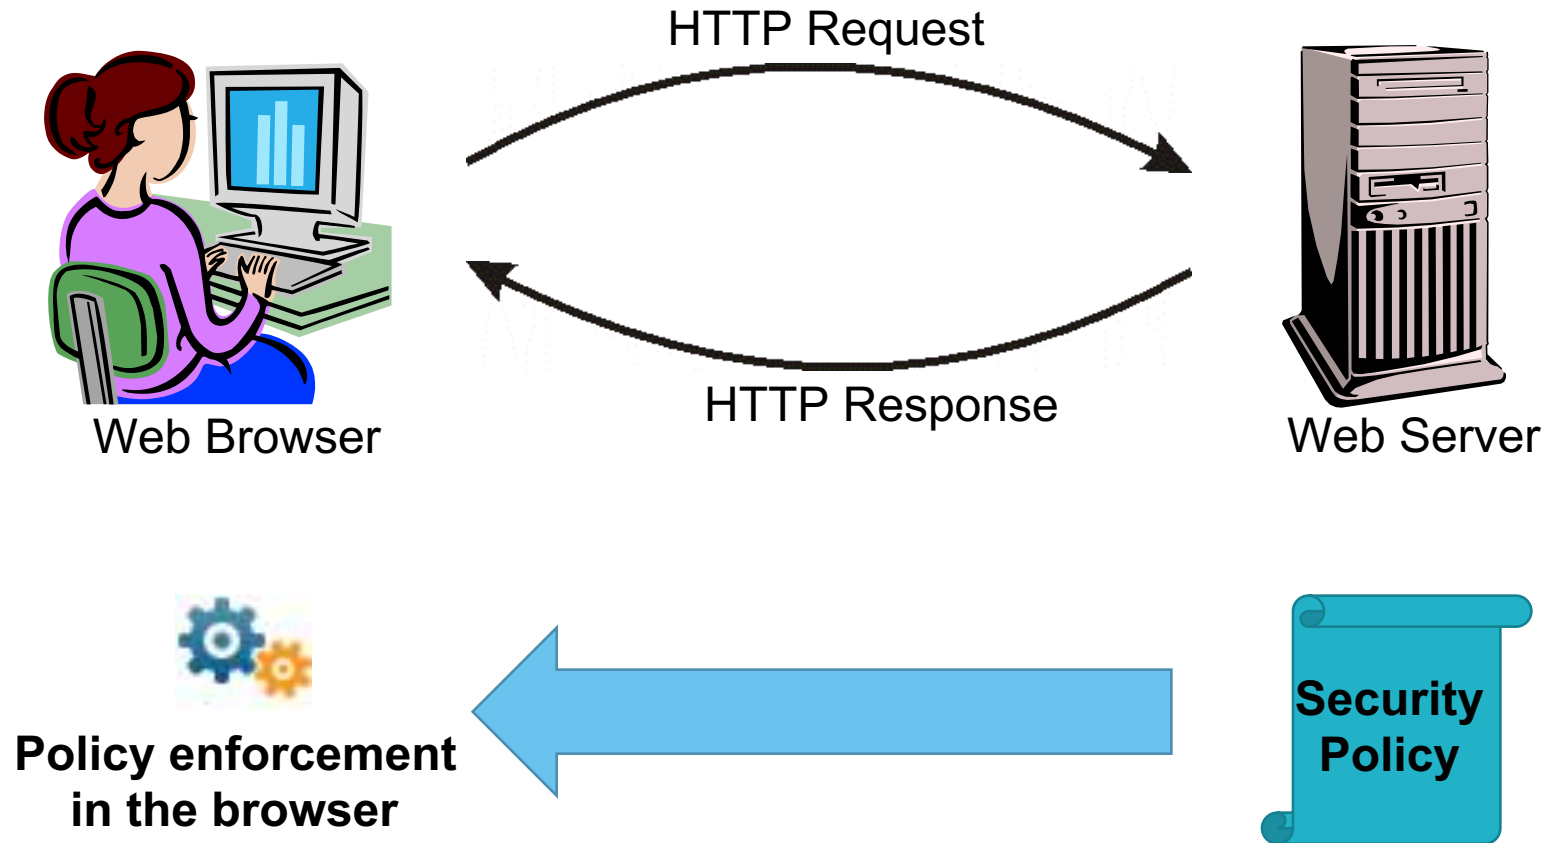 HTTP Request
HTTP Response
Web Browser
Web Server
Security
Policy
Policy enforcement
in the browser